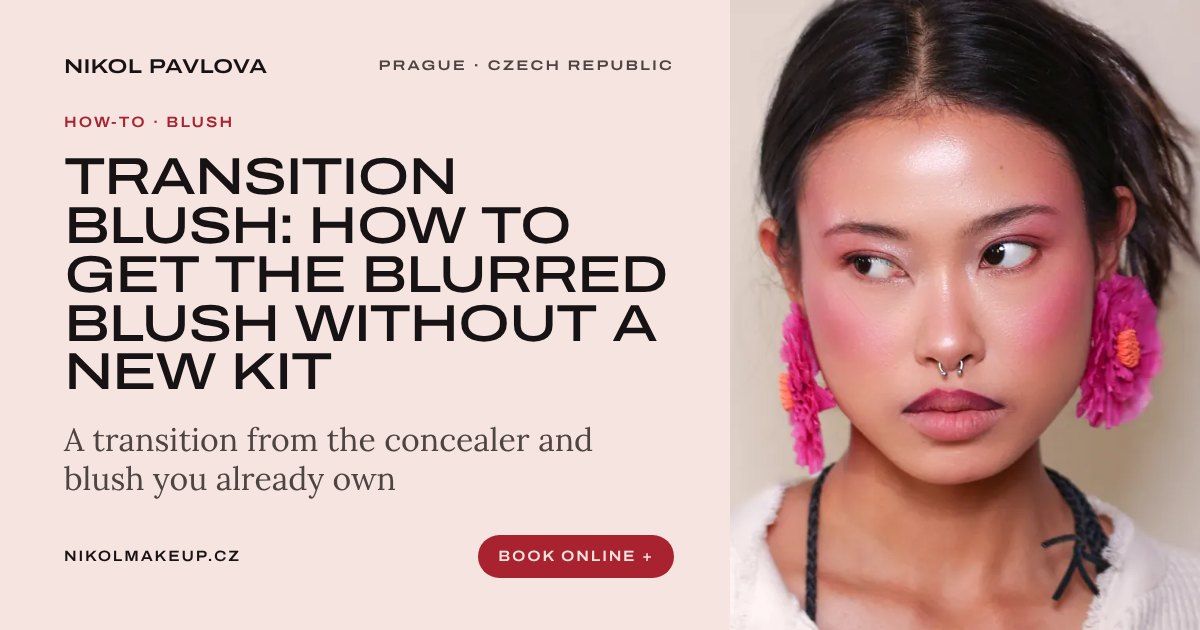 NIKOL PAVLOVA
PRAGUE · CZECH REPUBLIC
HOW-TO · BLUSH
TRANSITION
BLUSH: HOW TO
GET THE BLURRED
BLUSH WITHOUT A
NEW KIT
A transition from the concealer and
blush you already own
NIKOLMAKEUP.CZ
BOOK ONLINE +